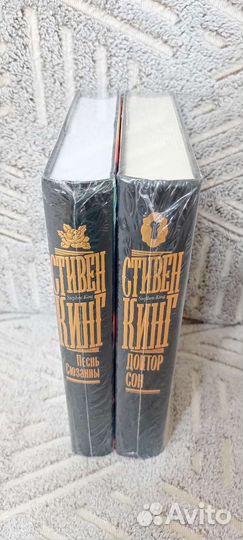 СТИВЕН
Stephen King
КИНГ
Песнь
Сюзанны
СТИВЕН
Stephen King
КИНГ
ДОКТОР
СОН
Avito